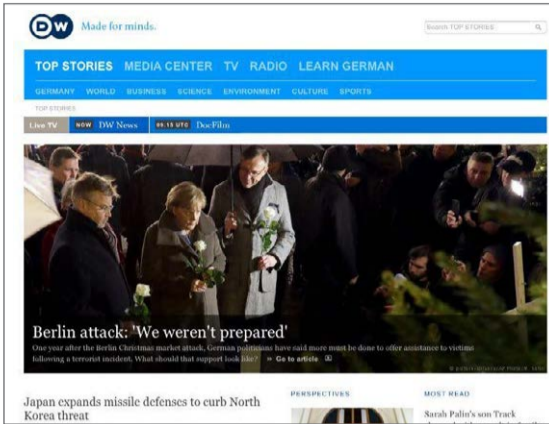 DW Made for minds.
Search TOP STORIES
TOP STORIES MEDIA CENTER TV RADIO LEARN GERMAN
GERMANY WORLD BUSINESS SCIENCE ENVIRONMENT CULTURE SPORTS
TOP STORIES
Live TV NOW DW News 05:15 UTC DocFilm
Berlin attack: 'We weren't prepared'
One year after the Berlin Christmas market attack, German politicians have said more must be done to offer assistance to victims
following a terrorist incident. What should that support look like? » Go to article
Japan expands missile defenses to curb North
Korea threat
PERSPECTIVES
MOST READ
Sarah Palin's son Track